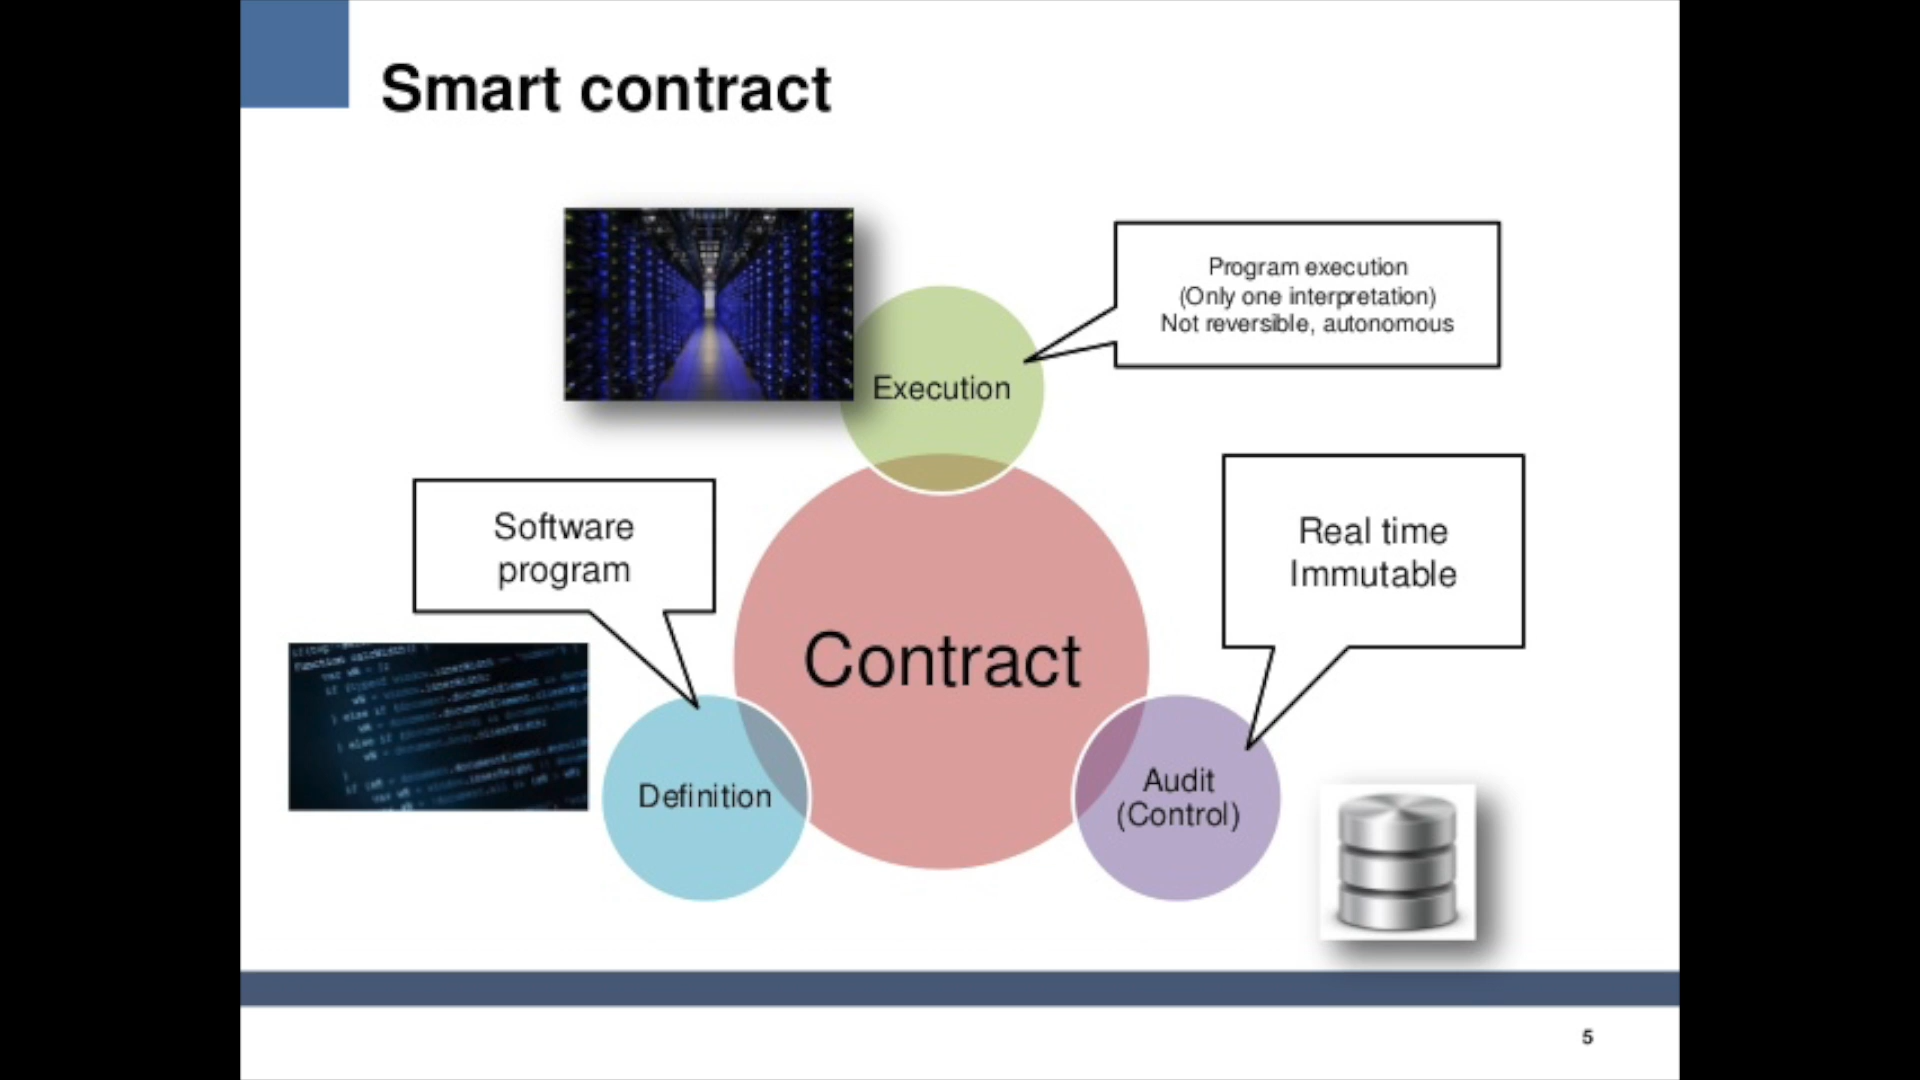 Smart contract
Program execution
(Only one interpretation)
Not reversible, autonomous
Execution
Software
program
Real time
Immutable
Contract
Definition
Audit
(Control)
5